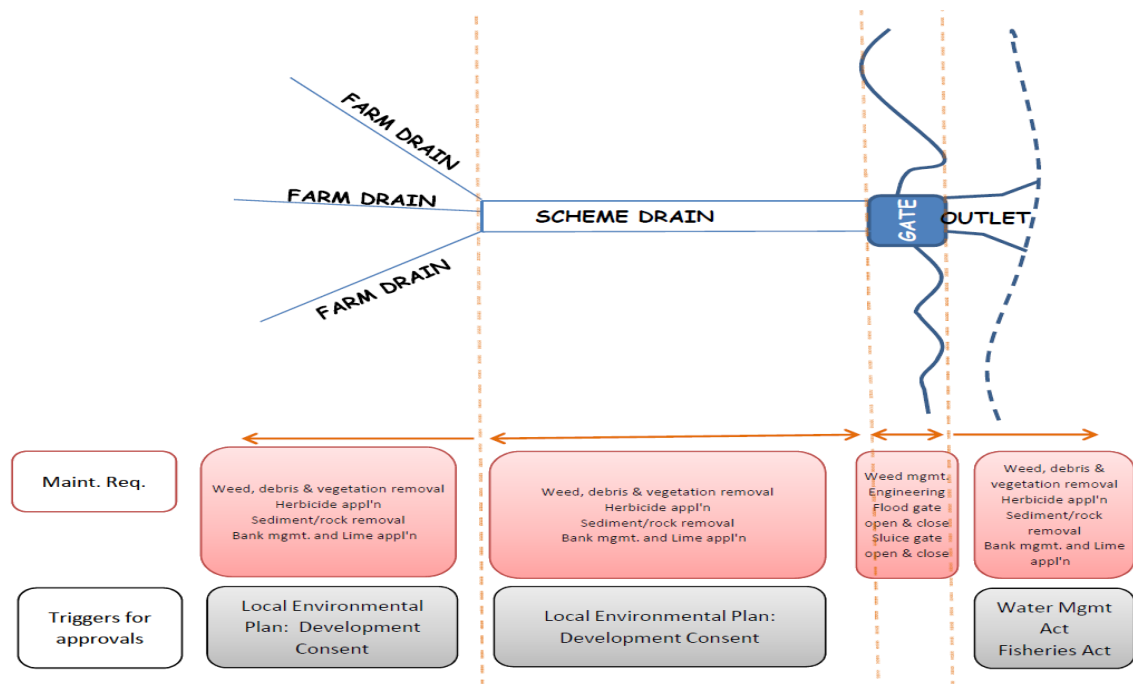 FARM DRAIN
FARM DRAIN
FARM DRAIN
SCHEME DRAIN
GATE
OUTLET
Maint. Req.
Weed, debris & vegetation removal
Herbicide appl'n
Sediment/rock removal
Bank mgmt. and Lime appl'n
Weed, debris & vegetation removal
Herbicide appl'n
Sediment/rock removal
Bank mgmt. and Lime appl'n
Weed mgmt.
Engineering
Flood gate
open & close
Sluice gate
open & close
Weed, debris &
vegetation removal
Herbicide appl'n
Sediment/rock
removal
Bank mgmt. and Lime
appl'n
Triggers for
approvals
Local Environmental
Plan: Development
Consent
Local Environmental Plan:
Development Consent
Water Mgmt
Act
Fisheries Act